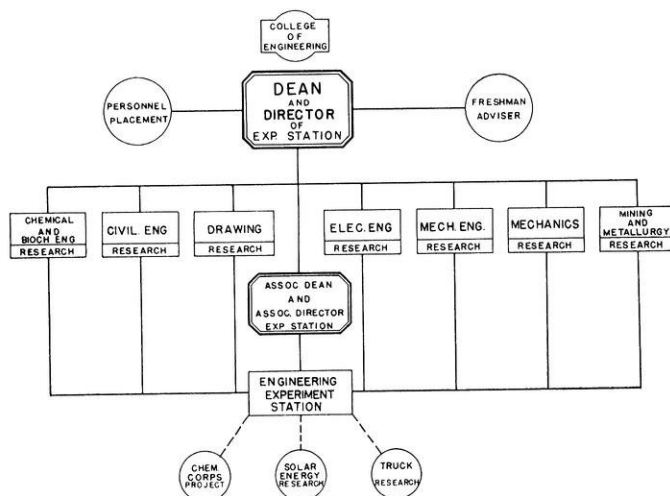 COLLEGE
OF
ENGINEERING
DEAN
AND
DIRECTOR
OF
EXP. STATION
PERSONNEL
PLACEMENT
FRESHMAN
ADVISER
CHEMICAL
AND
BIOCH ENG
RESEARCH
CIVIL. ENG
RESEARCH
DRAWING
RESEARCH
ELEC. ENG
RESEARCH
MECH. ENG.
RESEARCH
MECHANICS
RESEARCH
MINING
AND
METALLURGY
RESEARCH
ASSOC DEAN
AND
ASSOC. DIRECTOR
EXP STATION
ENGINEERING
EXPERIMENT
STATION
CHEM.
CORPS
PROJECT
SOLAR
ENERGY
RESEARCH
TRUCK
RESEARCH